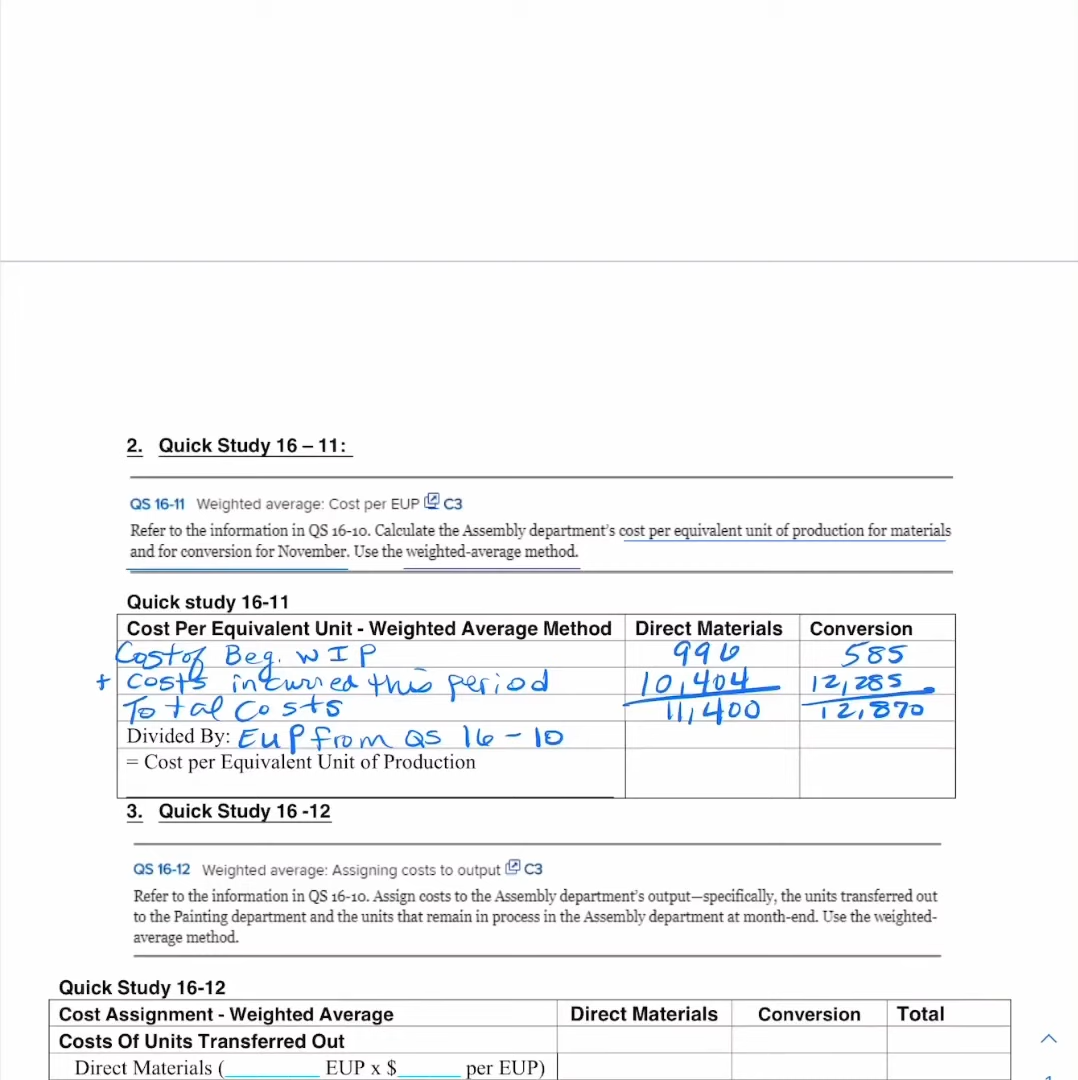 2. Quick Study 16 – 11:
QS 16-11 Weighted average: Cost per EUP C3
Refer to the information in QS 16-10. Calculate the Assembly department's cost per equivalent unit of production for materials
and for conversion for November. Use the weighted-average method.
Quick study 16-11
Cost Per Equivalent Unit - Weighted Average Method Direct Materials Conversion
Cost of Beg. WIP 996 585
+ Costs incurred this period 10,404 12,285
Total Costs 11,400 12,870
Divided By: EUP from QS 16-10
= Cost per Equivalent Unit of Production
3. Quick Study 16 -12
QS 16-12 Weighted average: Assigning costs to output C3
Refer to the information in QS 16-10. Assign costs to the Assembly department's output—specifically, the units transferred out
to the Painting department and the units that remain in process in the Assembly department at month-end. Use the weighted-
average method.
Quick Study 16-12
Cost Assignment - Weighted Average Direct Materials Conversion Total
Costs Of Units Transferred Out
Direct Materials (__________ EUP x $_______ per EUP)